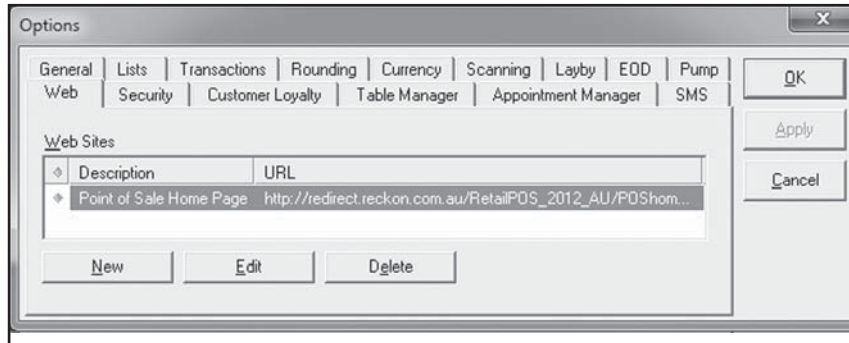 Options
x
General Lists Transactions Rounding Currency Scanning Layby EOD Pump
Web Security Customer Loyalty Table Manager Appointment Manager SMS
OK
Apply
Cancel
Web Sites
Description URL
Point of Sale Home Page http://redirect.reckon.com.au/RetailPOS_2012_AU/POShom...
New Edit Delete